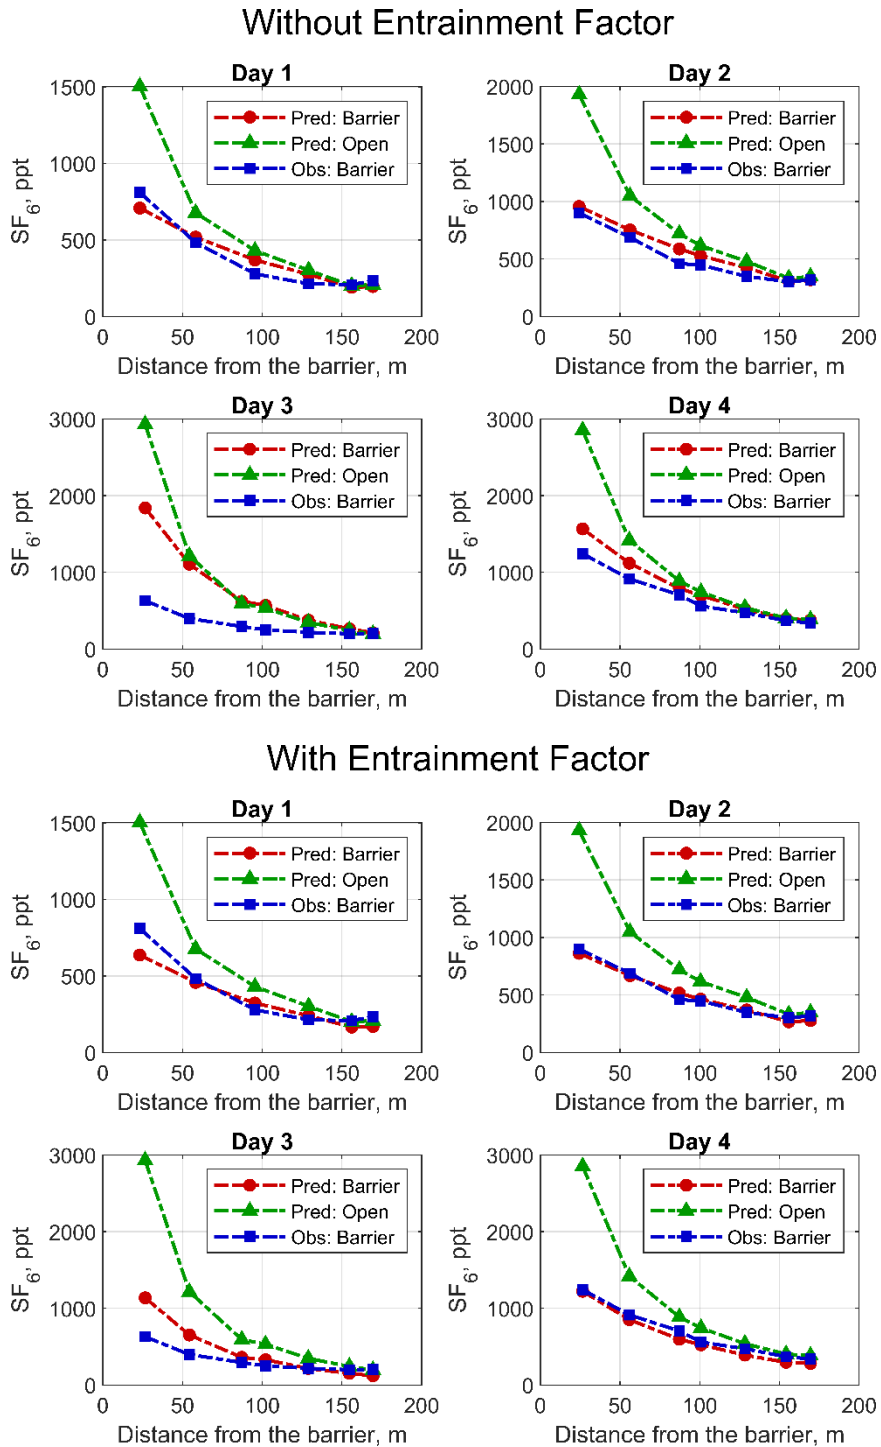 Without Entrainment Factor
Day 1
1500
1000
500
0
SF6, ppt
Pred: Barrier
Pred: Open
Obs: Barrier
0 50 100 150 200
Distance from the barrier, m
Day 2
2000
1500
1000
500
0
SF6, ppt
Pred: Barrier
Pred: Open
Obs: Barrier
0 50 100 150 200
Distance from the barrier, m
Day 3
3000
2000
1000
0
SF6, ppt
Pred: Barrier
Pred: Open
Obs: Barrier
0 50 100 150 200
Distance from the barrier, m
Day 4
3000
2000
1000
0
SF6, ppt
Pred: Barrier
Pred: Open
Obs: Barrier
0 50 100 150 200
Distance from the barrier, m
With Entrainment Factor
Day 1
1500
1000
500
0
SF6, ppt
Pred: Barrier
Pred: Open
Obs: Barrier
0 50 100 150 200
Distance from the barrier, m
Day 2
2000
1500
1000
500
0
SF6, ppt
Pred: Barrier
Pred: Open
Obs: Barrier
0 50 100 150 200
Distance from the barrier, m
Day 3
3000
2000
1000
0
SF6, ppt
Pred: Barrier
Pred: Open
Obs: Barrier
0 50 100 150 200
Distance from the barrier, m
Day 4
3000
2000
1000
0
SF6, ppt
Pred: Barrier
Pred: Open
Obs: Barrier
0 50 100 150 200
Distance from the barrier, m